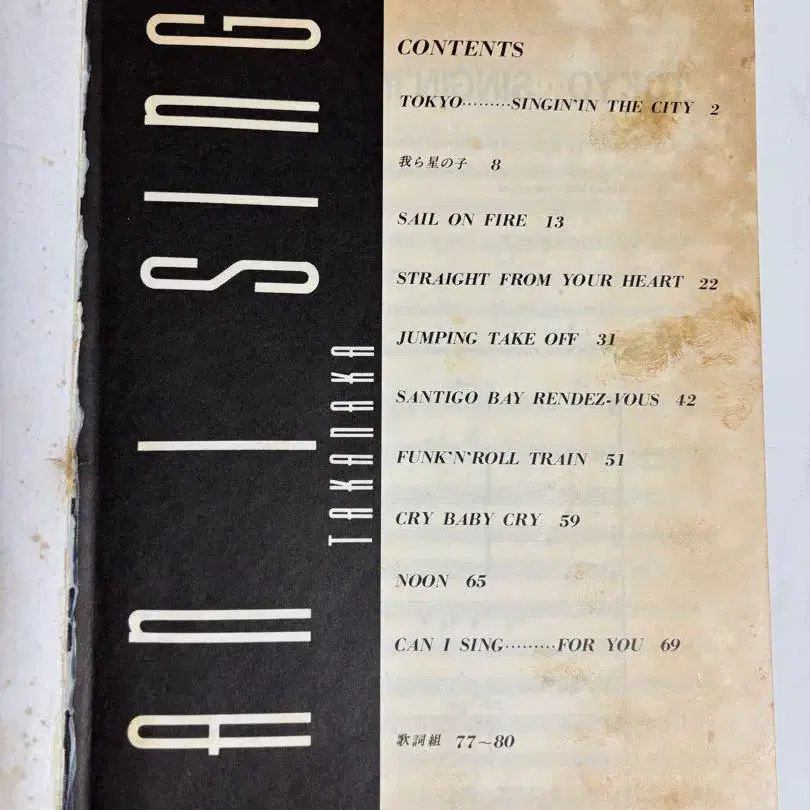 AN I SING
TAKANAKA
CONTENTS
TOKYO·········SINGIN'IN THE CITY 2
我ら星の子 8
SAIL ON FIRE 13
STRAIGHT FROM YOUR HEART 22
JUMPING TAKE OFF 31
SANTIGO BAY RENDEZ-VOUS 42
FUNK'N'ROLL TRAIN 51
CRY BABY CRY 59
NOON 65
CAN I SING·········FOR YOU 69
歌詞組 77~80